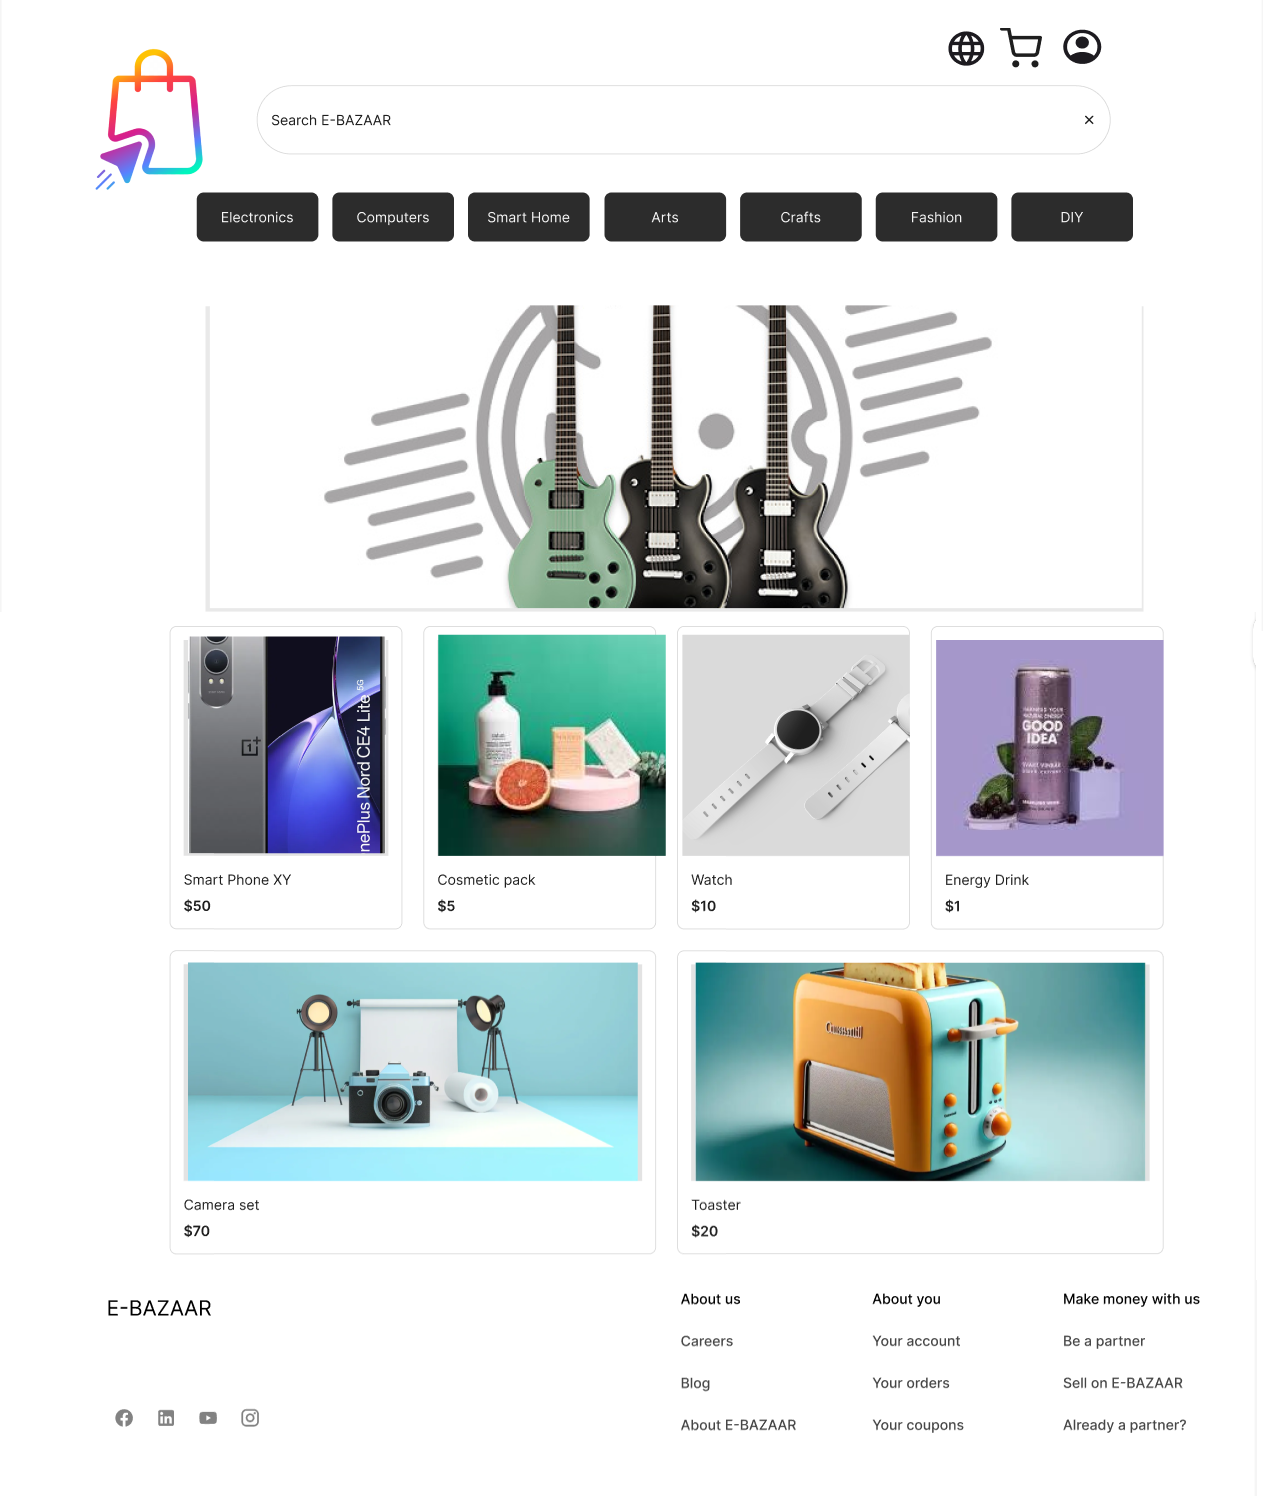 Search E-BAZAAR
Electronics
Computers
Smart Home
Arts
Crafts
Fashion
DIY
nePlus Nord CE4 Lite 5G
Smart Phone XY
$50
Cosmetic pack
$5
Watch
$10
GOOD
IDEA
Energy Drink
$1
Camera set
$70
Toaster
$20
E-BAZAAR
About us
Careers
Blog
About E-BAZAAR
About you
Your account
Your orders
Your coupons
Make money with us
Be a partner
Sell on E-BAZAAR
Already a partner?